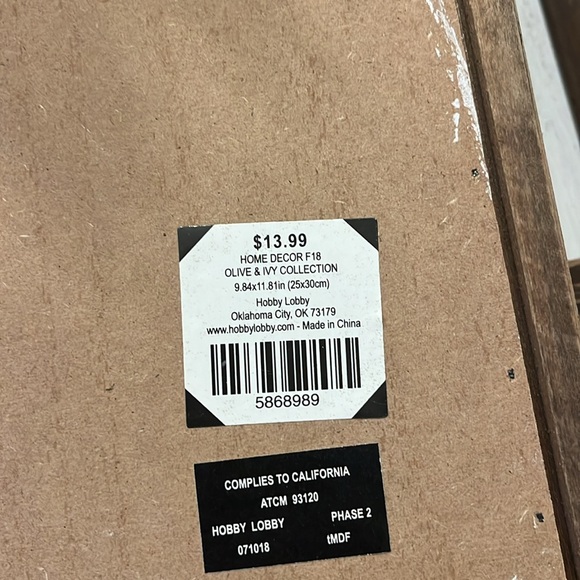 $13.99
HOME DECOR F18
OLIVE & IVY COLLECTION
9.84x11.81in (25x30cm)
Hobby Lobby
Oklahoma City, OK 73179
www.hobbylobby.com - Made in China
5868989
COMPLIES TO CALIFORNIA
ATCM 93120
HOBBY LOBBY PHASE 2
071018 tMDF